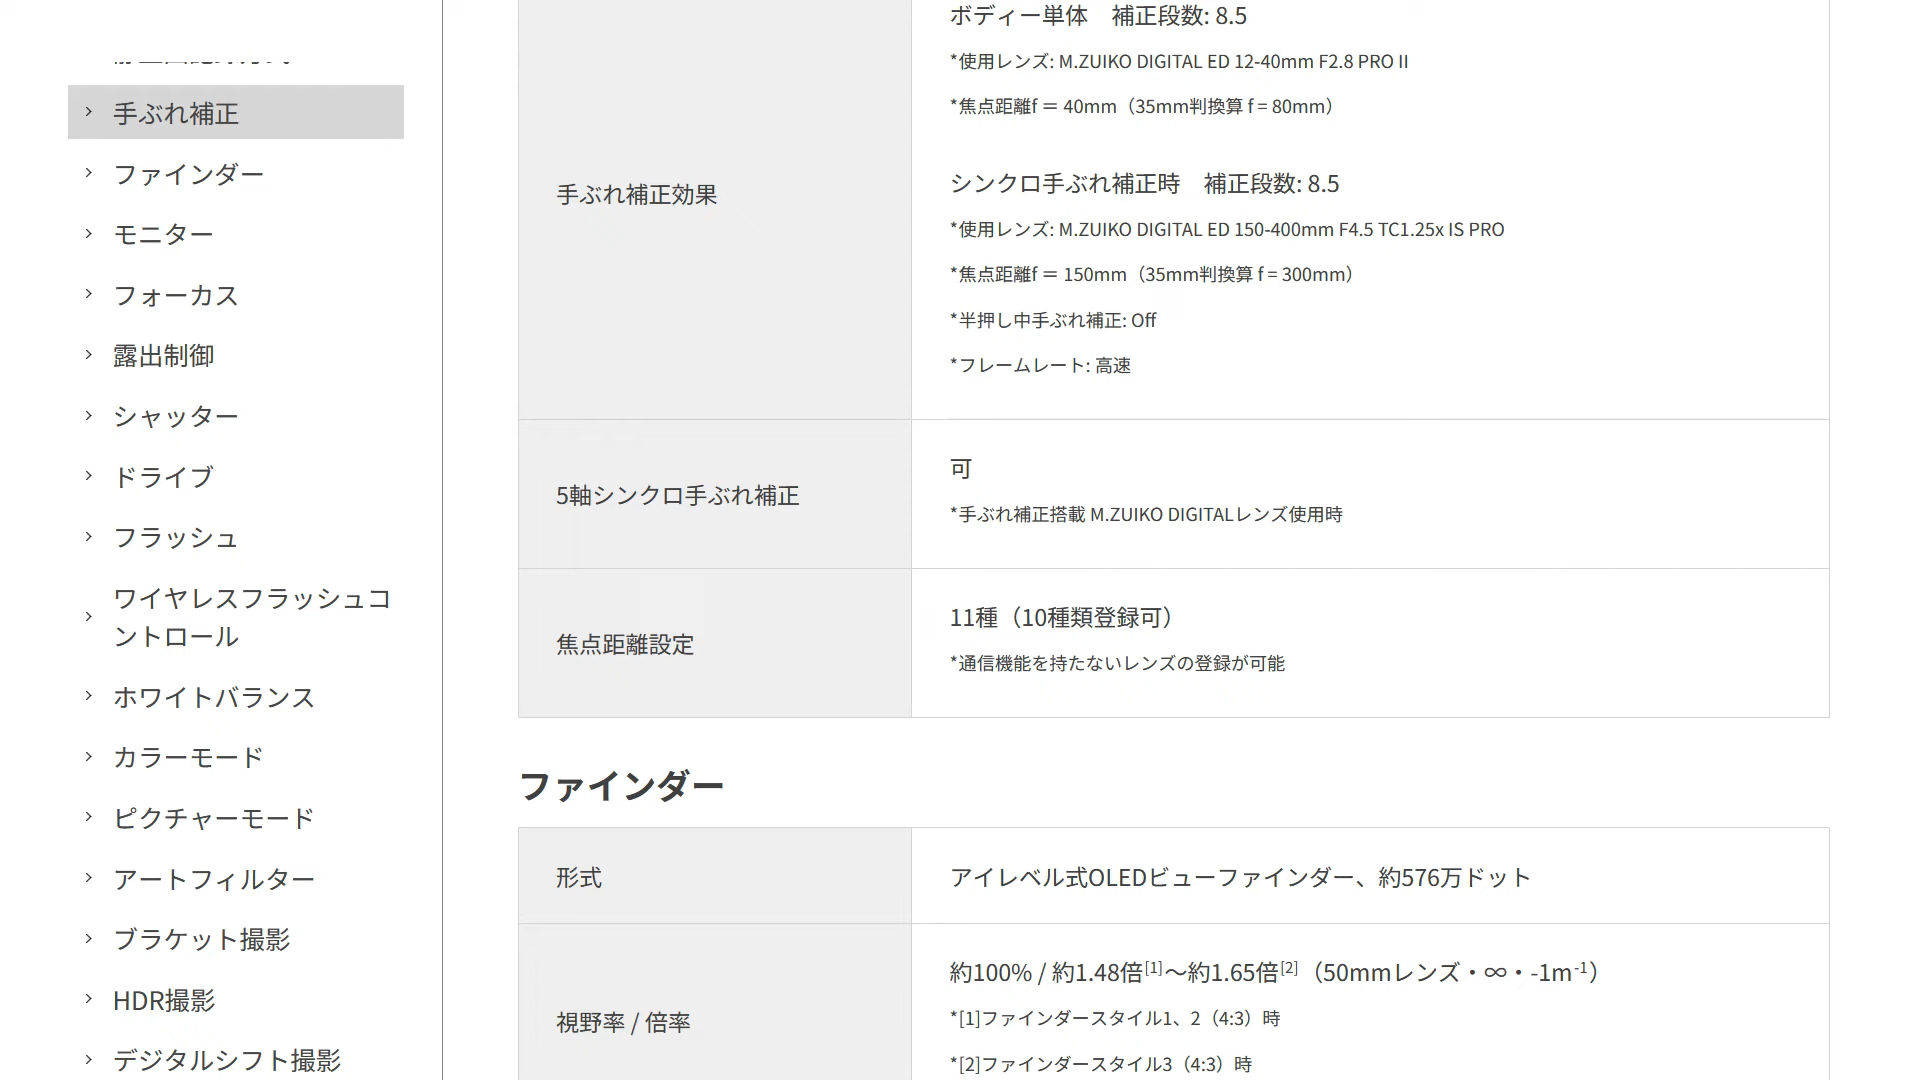 手ぶれ補正
ファインダー
モニター
フォーカス
露出制御
シャッター
ドライブ
フラッシュ
ワイヤレスフラッシュコ
ントロール
ホワイトバランス
カラーモード
ピクチャーモード
アートフィルター
ブラケット撮影
HDR撮影
デジタルシフト撮影
手ぶれ補正効果
ボディー単体　補正段数: 8.5
*使用レンズ: M.ZUIKO DIGITAL ED 12-40mm F2.8 PRO II
*焦点距離f ＝ 40mm（35mm判換算 f = 80mm）
シンクロ手ぶれ補正時　補正段数: 8.5
*使用レンズ: M.ZUIKO DIGITAL ED 150-400mm F4.5 TC1.25x IS PRO
*焦点距離f ＝ 150mm（35mm判換算 f = 300mm）
*半押し中手ぶれ補正: Off
*フレームレート: 高速
5軸シンクロ手ぶれ補正
可
*手ぶれ補正搭載 M.ZUIKO DIGITALレンズ使用時
焦点距離設定
11種（10種類登録可）
*通信機能を持たないレンズの登録が可能
ファインダー
形式
アイレベル式OLEDビューファインダー、約576万ドット
視野率 / 倍率
約100% / 約1.48倍[1]～約1.65倍[2]（50mmレンズ・∞・-1m-1）
*[1]ファインダースタイル1、2（4:3）時
*[2]ファインダースタイル3（4:3）時